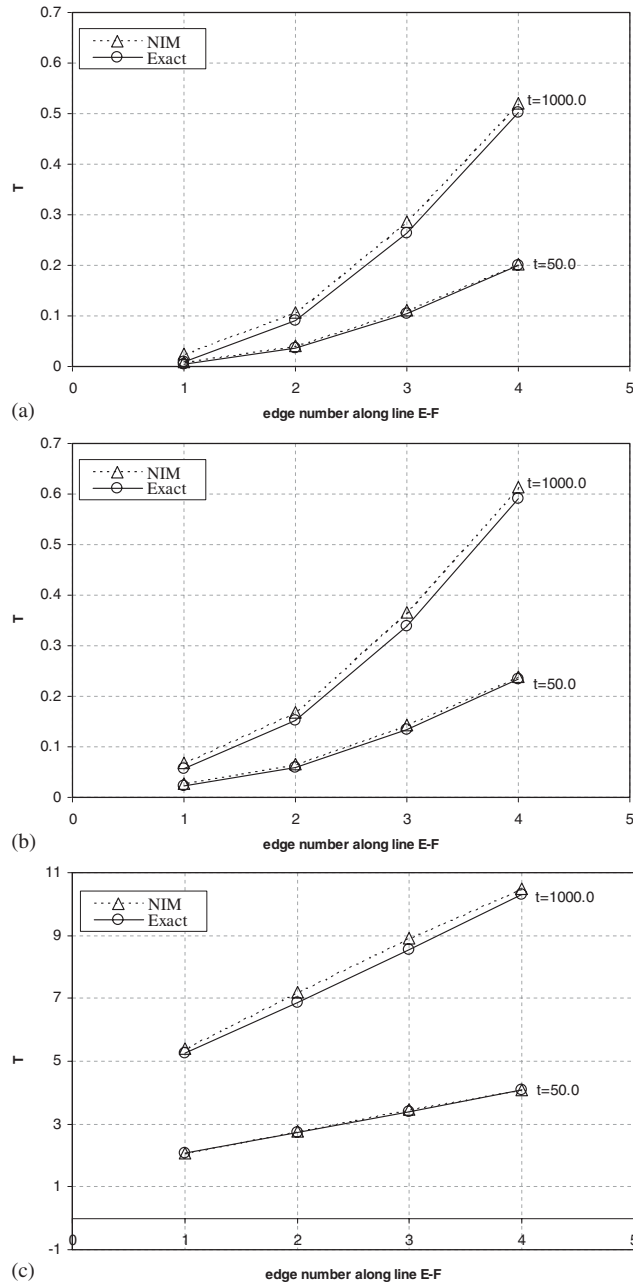 0.7
NIM
Exact
0.6
t=1000.0
0.5
0.4
T
0.3
0.2
t=50.0
0.1
0
0 1 2 3 4 5
(a)
edge number along line E-F
0.7
NIM
Exact
t=1000.0
0.6
0.5
0.4
T
0.3
t=50.0
0.2
0.1
0
0 1 2 3 4 5
(b)
edge number along line E-F
11
NIM
Exact
t=1000.0
9
7
T
5
t=50.0
3
1
0 1 2 3 4 5
-1
(c)
edge number along line E-F